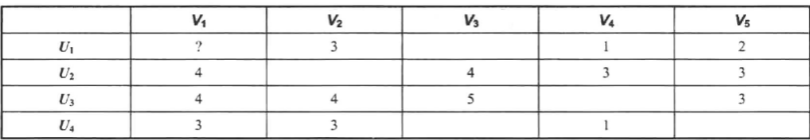 V₁ V₂ V₃ V₄ V₅
U₁ ? 3 1 2
U₂ 4 4 3 3
U₃ 4 4 5 3
U₄ 3 3 1